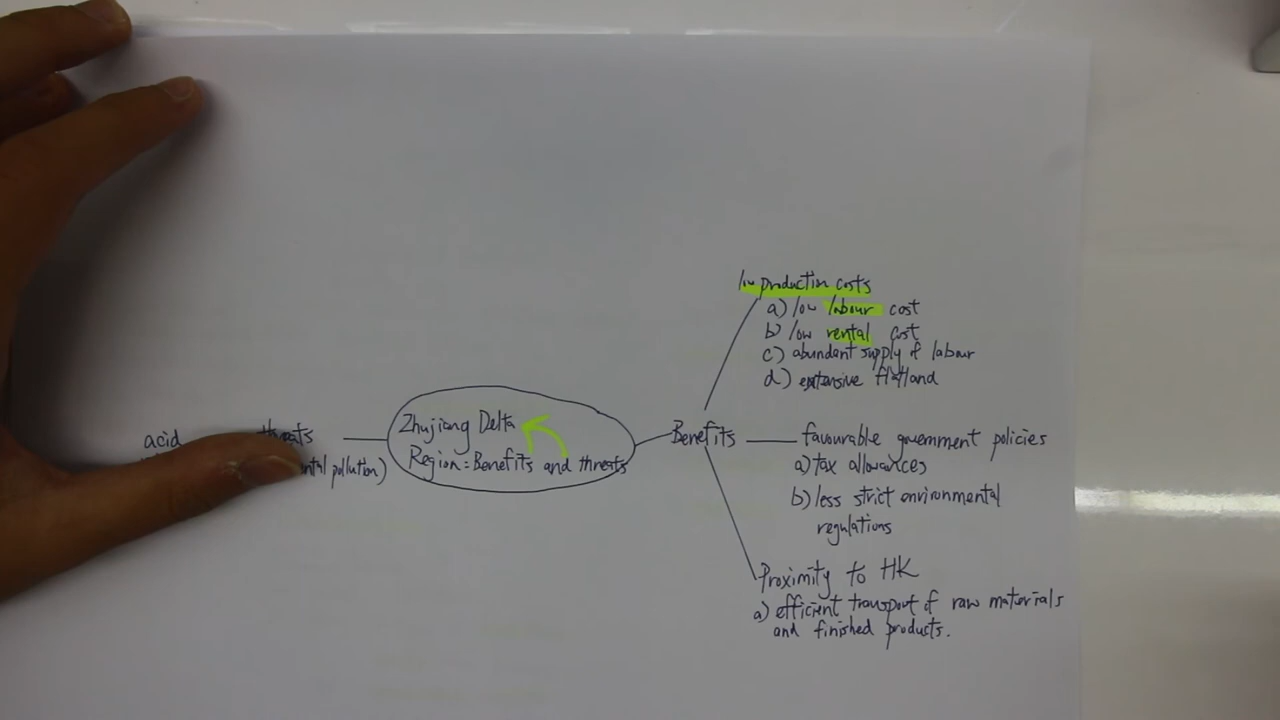 low production costs
a) low labour cost
b) low rental cost
c) abundant supply of labour
d) extensive flatland
Zhujiang Delta
Region: Benefits and threats
acid
threats
pollution)
Benefits
favourable government policies
a) tax allowances
b) less strict environmental
regulations
Proximity to HK
a) efficient transport of raw materials
and finished products.